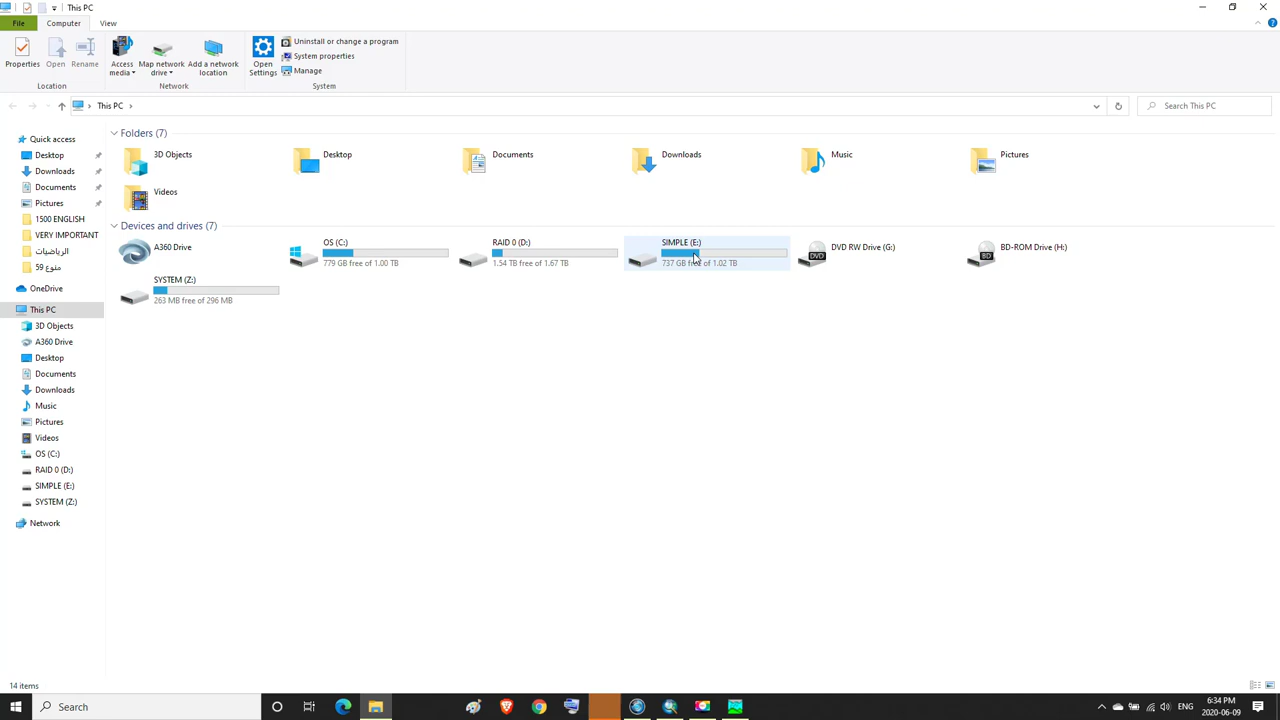 This PC
File
Computer
View
Properties
Open
Rename
Access media
Map network drive
Add a network location
Open Settings
Uninstall or change a program
System properties
Manage
Location
Network
System
This PC
Search This PC
Quick access
Desktop
Downloads
Documents
Pictures
1500 ENGLISH
VERY IMPORTANT
الرياضيات
منوع 59
OneDrive
This PC
3D Objects
A360 Drive
Desktop
Documents
Downloads
Music
Pictures
Videos
OS (C:)
RAID 0 (D:)
SIMPLE (E:)
SYSTEM (Z:)
Network
Folders (7)
3D Objects
Desktop
Documents
Downloads
Music
Pictures
Videos
Devices and drives (7)
A360 Drive
OS (C:)
779 GB free of 1.00 TB
RAID 0 (D:)
1.54 TB free of 1.67 TB
SIMPLE (E:)
737 GB free of 1.02 TB
DVD RW Drive (G:)
DVD
BD-ROM Drive (H:)
BD
SYSTEM (Z:)
263 MB free of 296 MB
14 items
Search
ENG
6:34 PM
2020-06-09